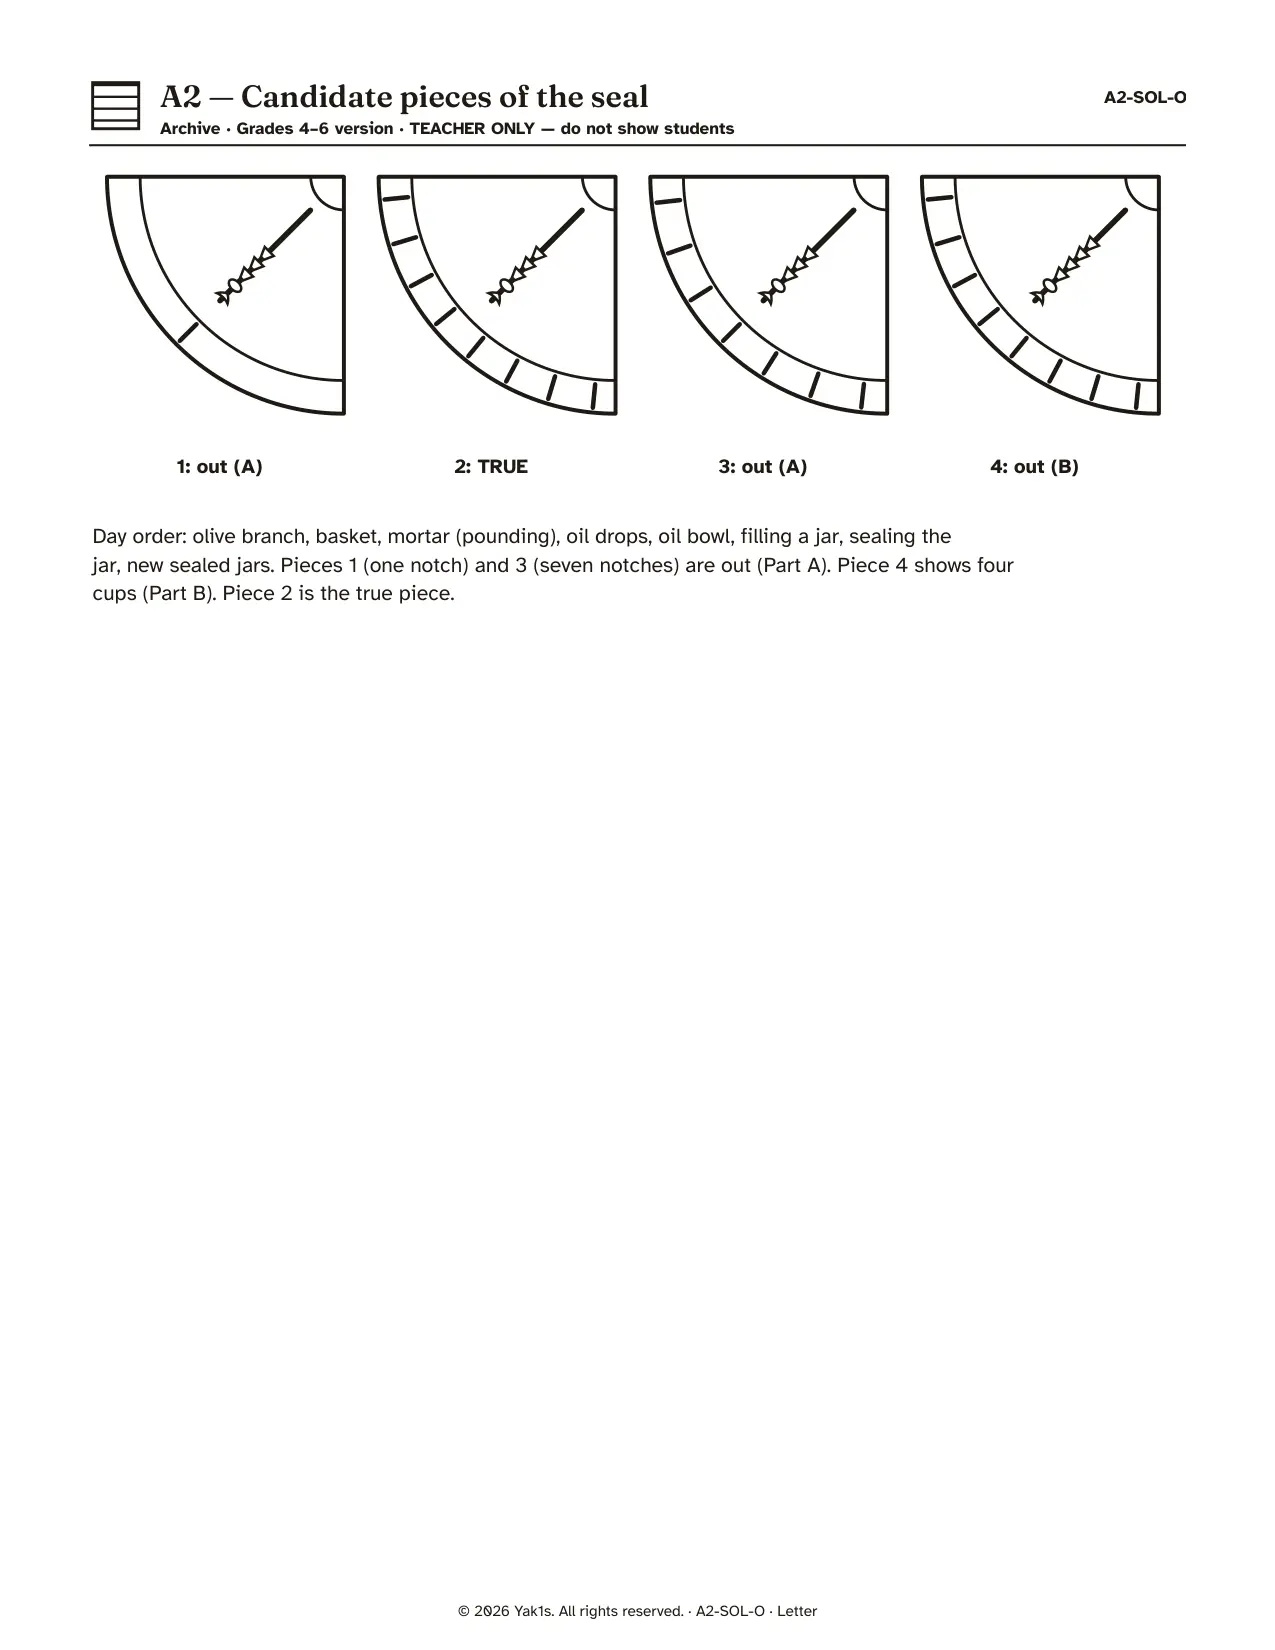 A2 — Candidate pieces of the seal
A2-SOL-O
Archive · Grades 4–6 version · TEACHER ONLY — do not show students
1: out (A)
2: TRUE
3: out (A)
4: out (B)
Day order: olive branch, basket, mortar (pounding), oil drops, oil bowl, filling a jar, sealing the
jar, new sealed jars. Pieces 1 (one notch) and 3 (seven notches) are out (Part A). Piece 4 shows four
cups (Part B). Piece 2 is the true piece.
© 2026 Yak1s. All rights reserved. · A2-SOL-O · Letter